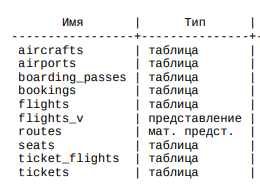 Имя | Тип |
-----------------+---------------+-
aircrafts | таблица |
airports | таблица |
boarding_passes | таблица |
bookings | таблица |
flights | таблица |
flights_v | представление |
routes | мат. предст. |
seats | таблица |
ticket_flights | таблица |
tickets | таблица |